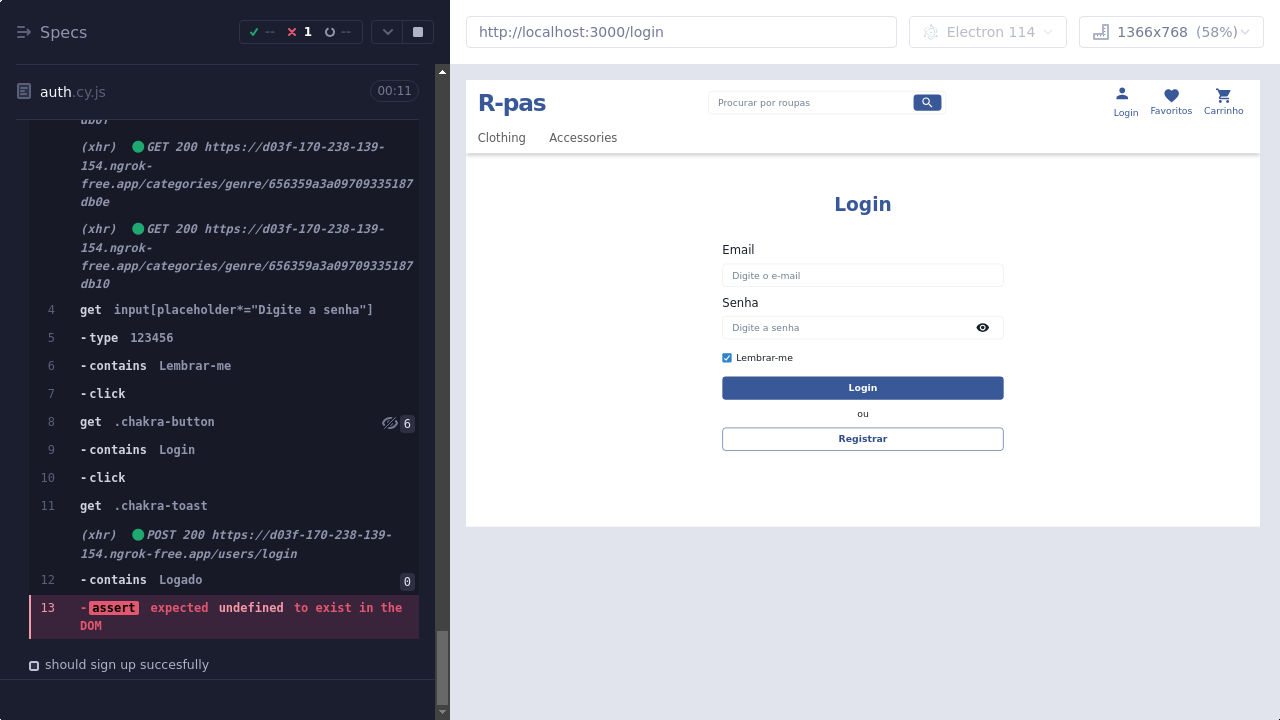 Specs
-- 1 --
auth.cy.js
00:11
db0f
(xhr) GET 200 https://d03f-170-238-139-
154.ngrok-
free.app/categories/genre/656359a3a09709335187
db0e
(xhr) GET 200 https://d03f-170-238-139-
154.ngrok-
free.app/categories/genre/656359a3a09709335187
db10
4 get input[placeholder*="Digite a senha"]
5 -type 123456
6 -contains Lembrar-me
7 -click
8 get .chakra-button 6
9 -contains Login
10 -click
11 get .chakra-toast
(xhr) POST 200 https://d03f-170-238-139-
154.ngrok-free.app/users/login
12 -contains Logado 0
13 -assert expected undefined to exist in the
DOM
should sign up succesfully
http://localhost:3000/login
Electron 114
1366x768 (58%)
R-pas
Procurar por roupas
Login
Favoritos
Carrinho
Clothing
Accessories
Login
Email
Digite o e-mail
Senha
Digite a senha
Lembrar-me
Login
ou
Registrar